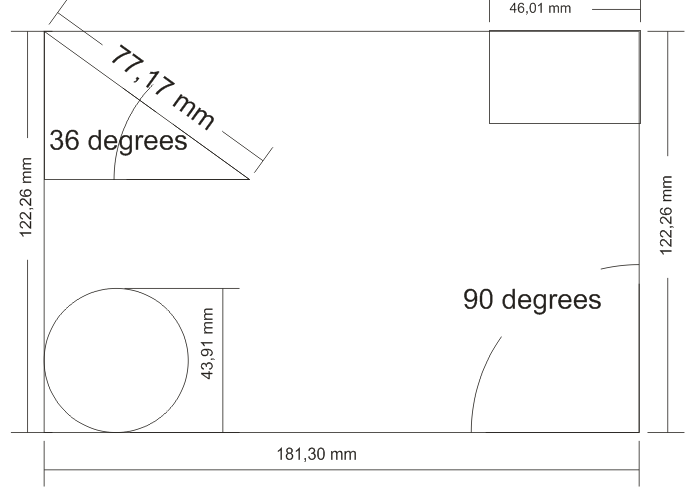 46,01 mm
77,17 mm
36 degrees
122,26 mm
122,26 mm
90 degrees
43,91 mm
181,30 mm